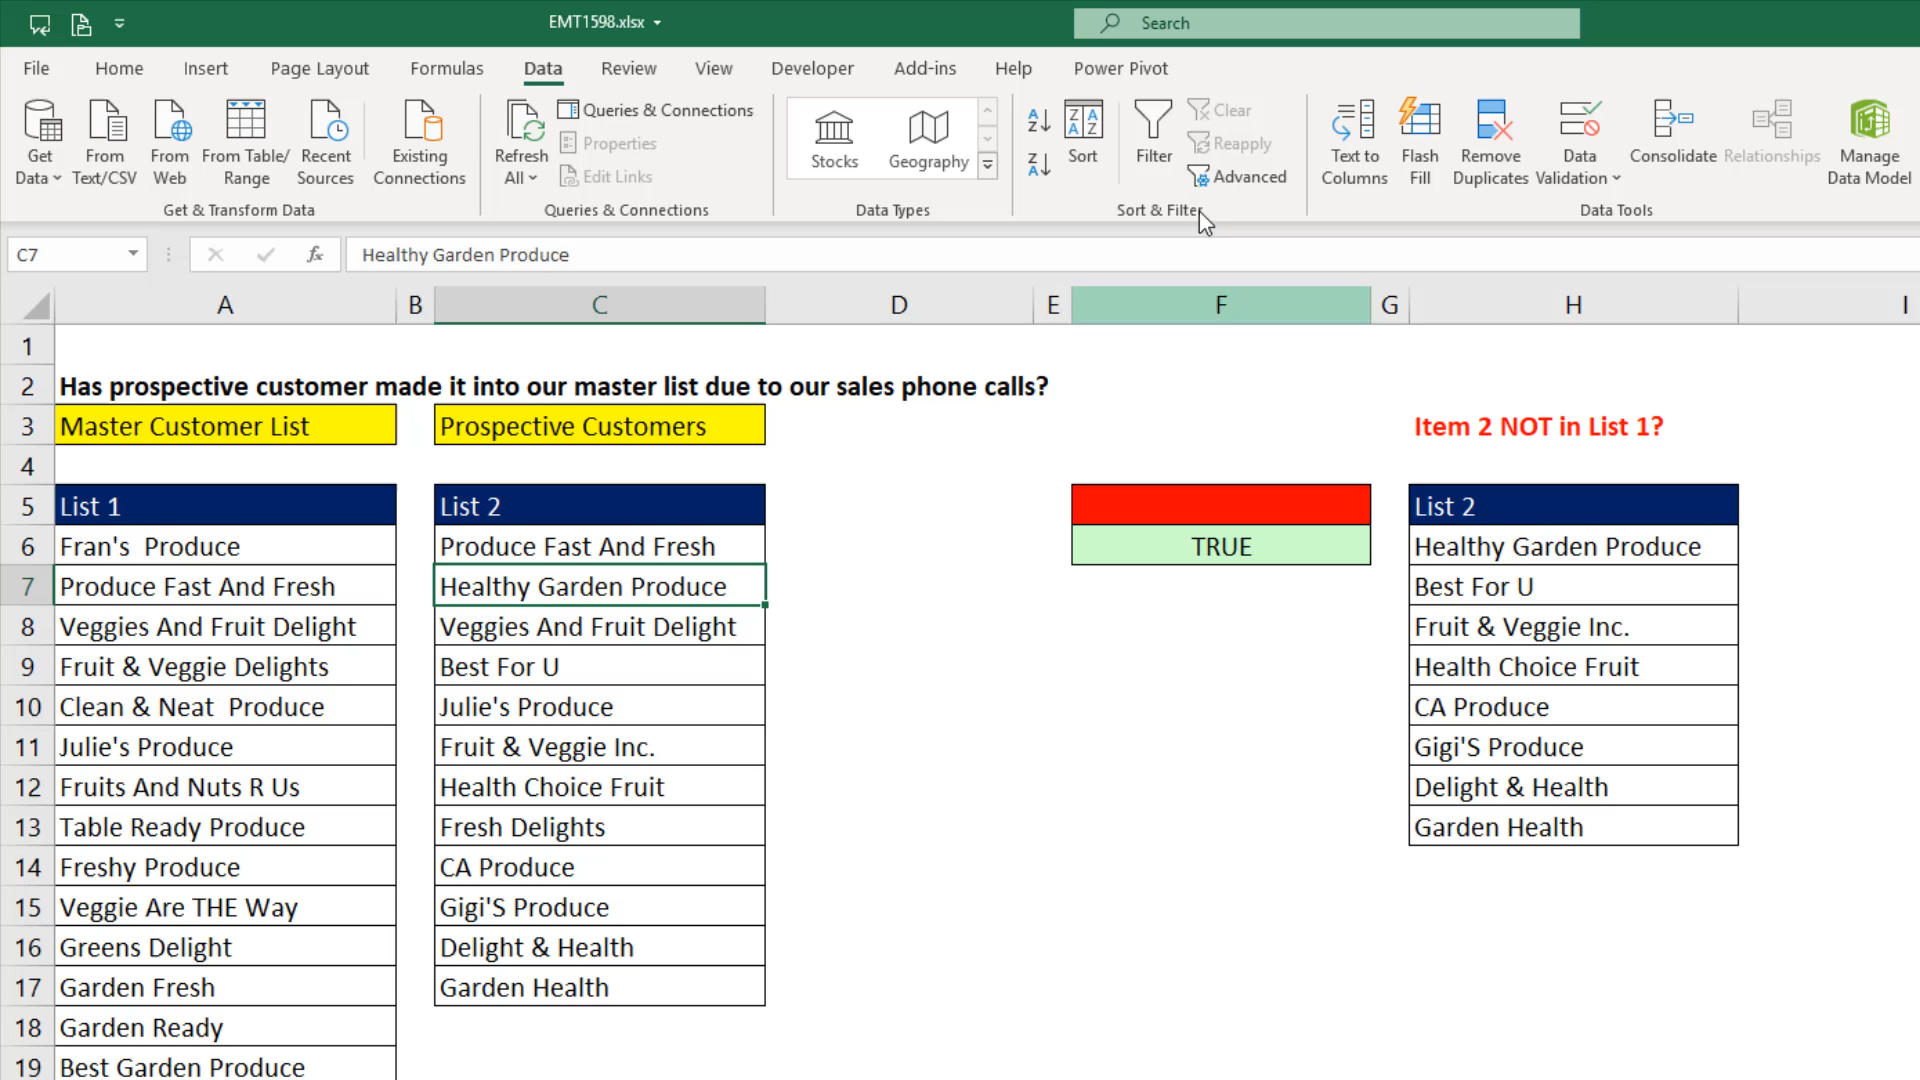 EMT1598.xlsx
Search
File Home Insert Page Layout Formulas Data Review View Developer Add-ins Help Power Pivot
Get Data
From Text/CSV
From Web
From Table/ Range
Recent Sources
Existing Connections
Get & Transform Data
Refresh All
Queries & Connections
Properties
Edit Links
Queries & Connections
Stocks
Geography
Data Types
Sort
Filter
Clear
Reapply
Advanced
Sort & Filter
Text to Columns
Flash Fill
Remove Duplicates
Data Validation
Consolidate
Relationships
Manage Data Model
Data Tools
C7 fx Healthy Garden Produce
A B C D E F G H I
1
2 Has prospective customer made it into our master list due to our sales phone calls?
3 Master Customer List Prospective Customers Item 2 NOT in List 1?
4
5 List 1 List 2 List 2
6 Fran's  Produce Produce Fast And Fresh TRUE Healthy Garden Produce
7 Produce Fast And Fresh Healthy Garden Produce Best For U
8 Veggies And Fruit Delight Veggies And Fruit Delight Fruit & Veggie Inc.
9 Fruit & Veggie Delights Best For U Health Choice Fruit
10 Clean & Neat  Produce Julie's Produce CA Produce
11 Julie's Produce Fruit & Veggie Inc. Gigi'S Produce
12 Fruits And Nuts R Us Health Choice Fruit Delight & Health
13 Table Ready Produce Fresh Delights Garden Health
14 Freshy Produce CA Produce
15 Veggie Are THE Way Gigi'S Produce
16 Greens Delight Delight & Health
17 Garden Fresh Garden Health
18 Garden Ready
19 Best Garden Produce